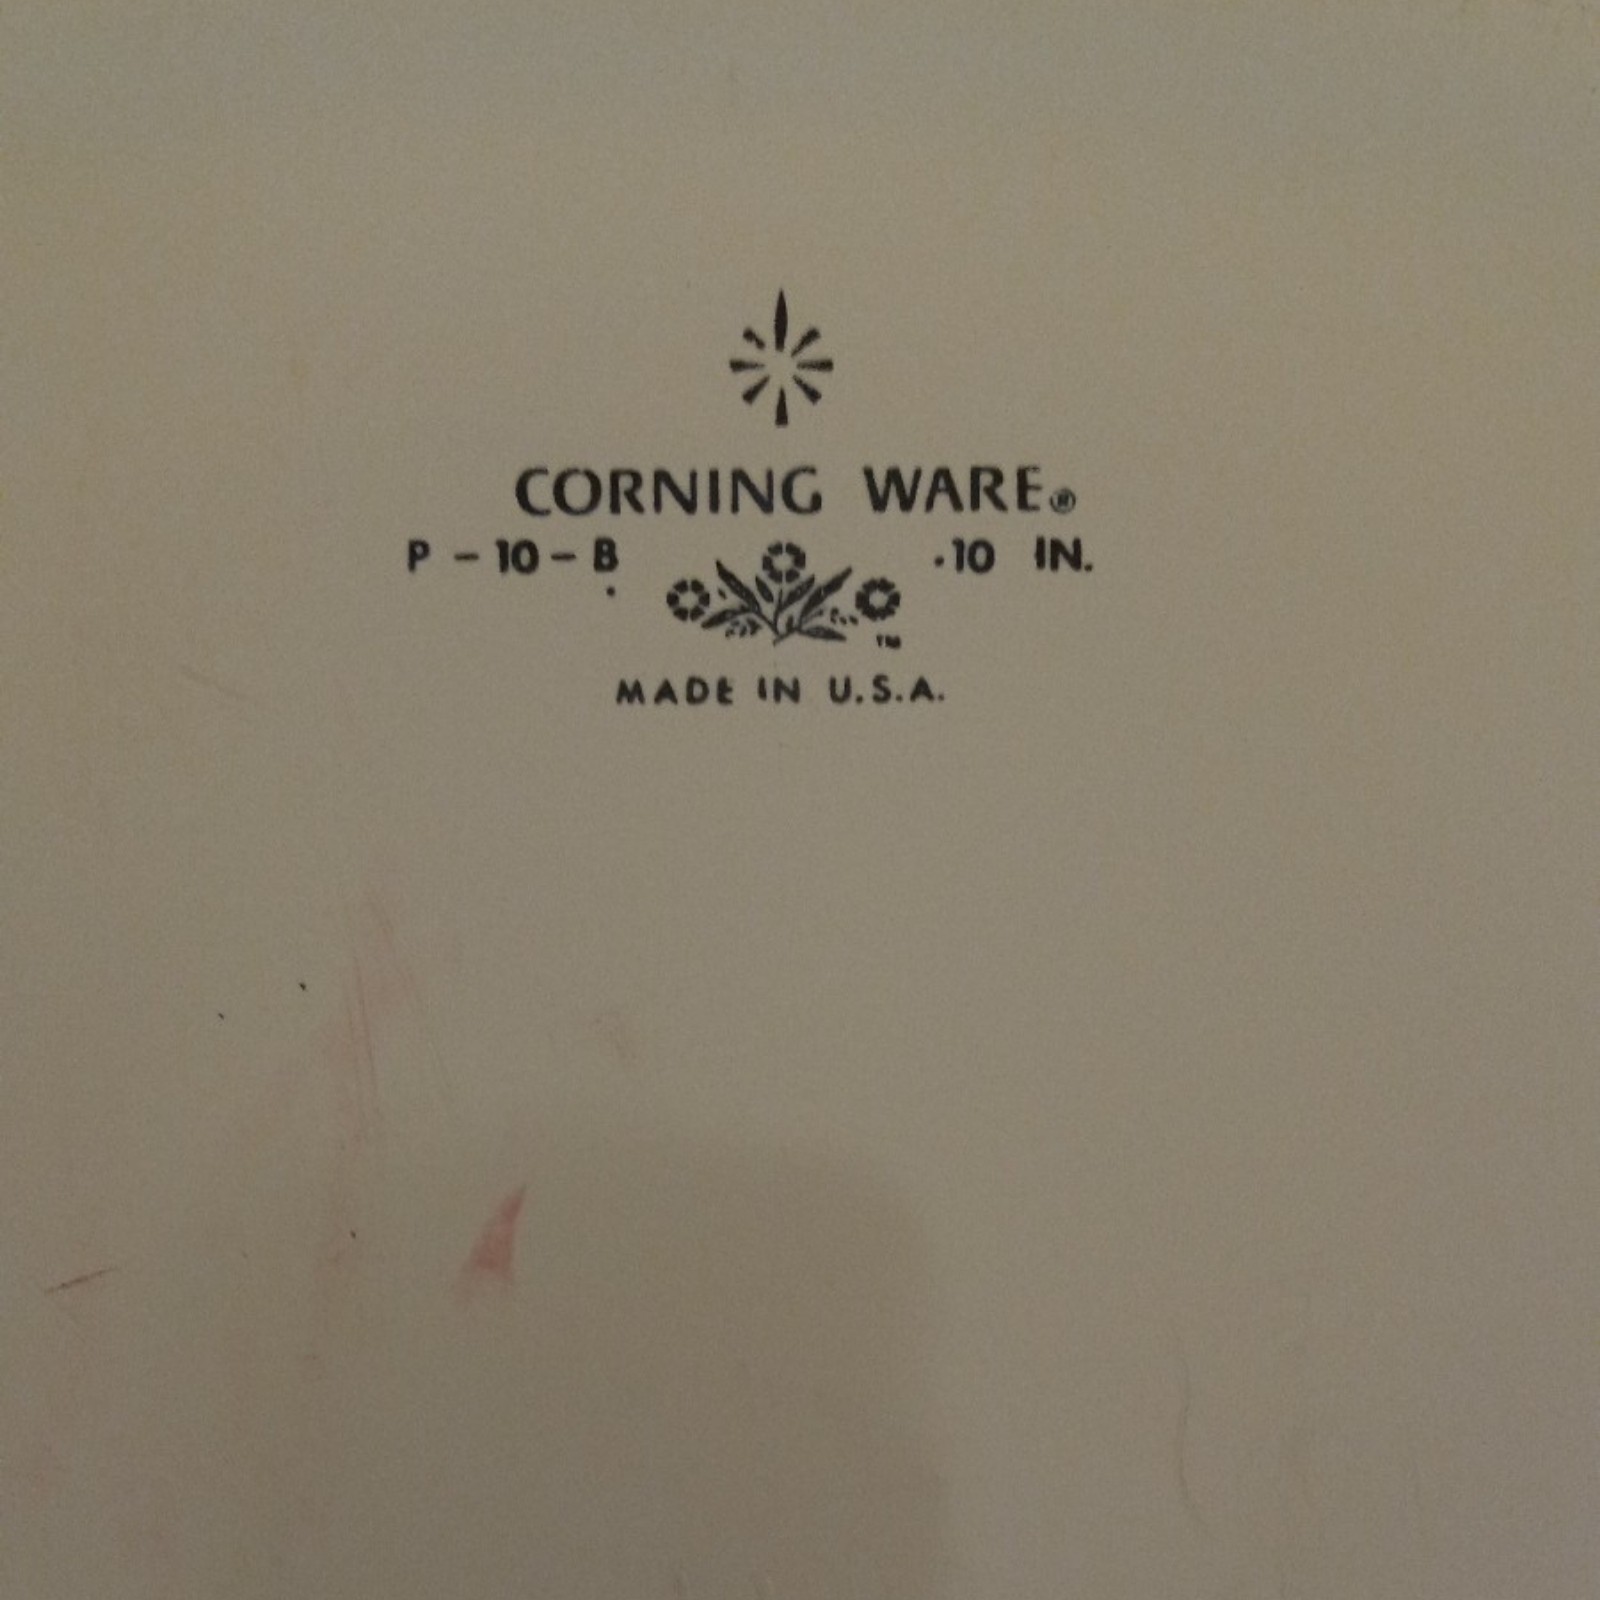 CORNING WARE®
P - 10 - B 10 IN.
TM
MADE IN U.S.A.